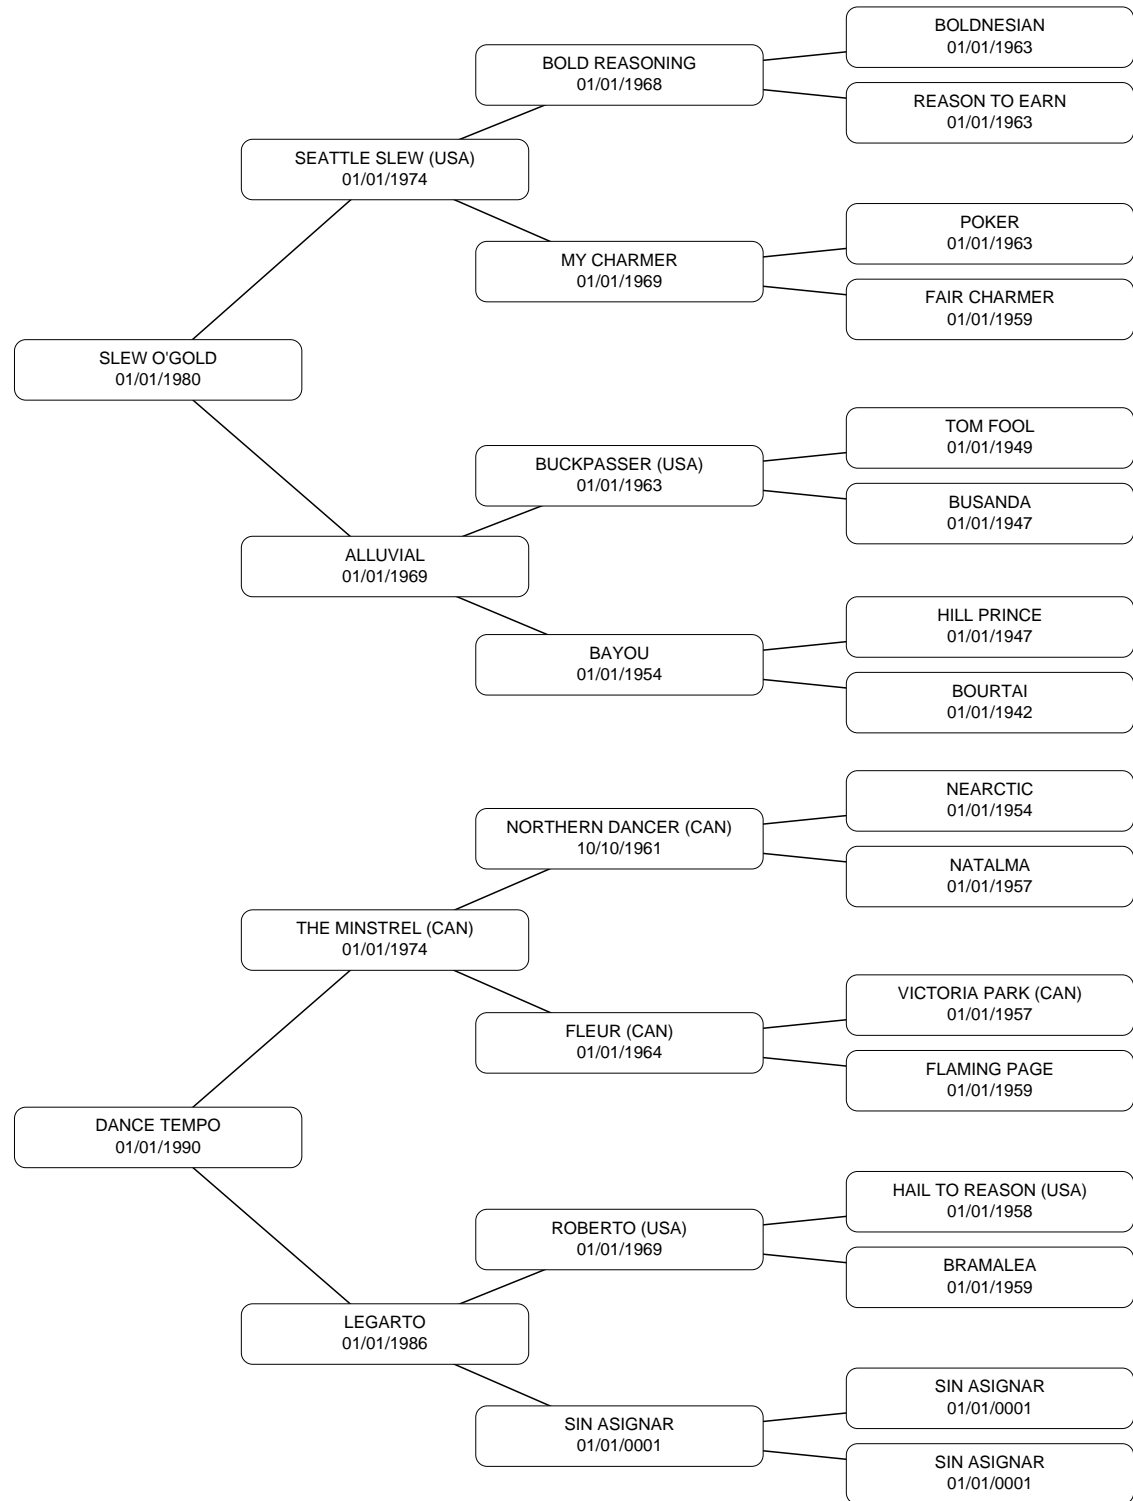 BOLDNESIAN
01/01/1963
BOLD REASONING
01/01/1968
REASON TO EARN
01/01/1963
SEATTLE SLEW (USA)
01/01/1974
POKER
01/01/1963
MY CHARMER
01/01/1969
FAIR CHARMER
01/01/1959
SLEW O'GOLD
01/01/1980
TOM FOOL
01/01/1949
BUCKPASSER (USA)
01/01/1963
BUSANDA
01/01/1947
ALLUVIAL
01/01/1969
HILL PRINCE
01/01/1947
BAYOU
01/01/1954
BOURTAI
01/01/1942
NEARCTIC
01/01/1954
NORTHERN DANCER (CAN)
10/10/1961
NATALMA
01/01/1957
THE MINSTREL (CAN)
01/01/1974
VICTORIA PARK (CAN)
01/01/1957
FLEUR (CAN)
01/01/1964
FLAMING PAGE
01/01/1959
DANCE TEMPO
01/01/1990
HAIL TO REASON (USA)
01/01/1958
ROBERTO (USA)
01/01/1969
BRAMALEA
01/01/1959
LEGARTO
01/01/1986
SIN ASIGNAR
01/01/0001
SIN ASIGNAR
01/01/0001
SIN ASIGNAR
01/01/0001